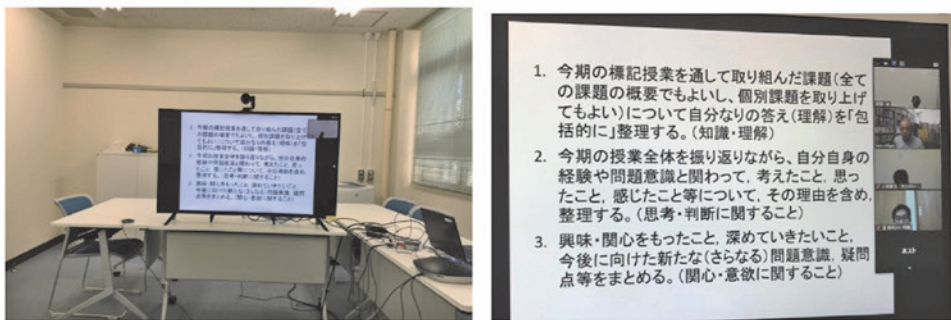 1. 今期の標記授業を通して取り組んだ課題（全て
の課題の概要でもよいし、個別課題を取り上げ
てもよい）について自分なりの答え（理解）を「包
括的に」整理する。（知識・理解）
2. 今期の授業全体を振り返りながら、自分自身の
経験や問題意識と関わって，考えたこと，思っ
たこと，感じたこと等について，その理由を含め，
整理する。（思考・判断に関すること）
3. 興味・関心をもったこと，深めていきたいこと，
今後に向けた新たな（さらなる）問題意識，疑問
点等をまとめる。（関心・意欲に関すること）
ホスト